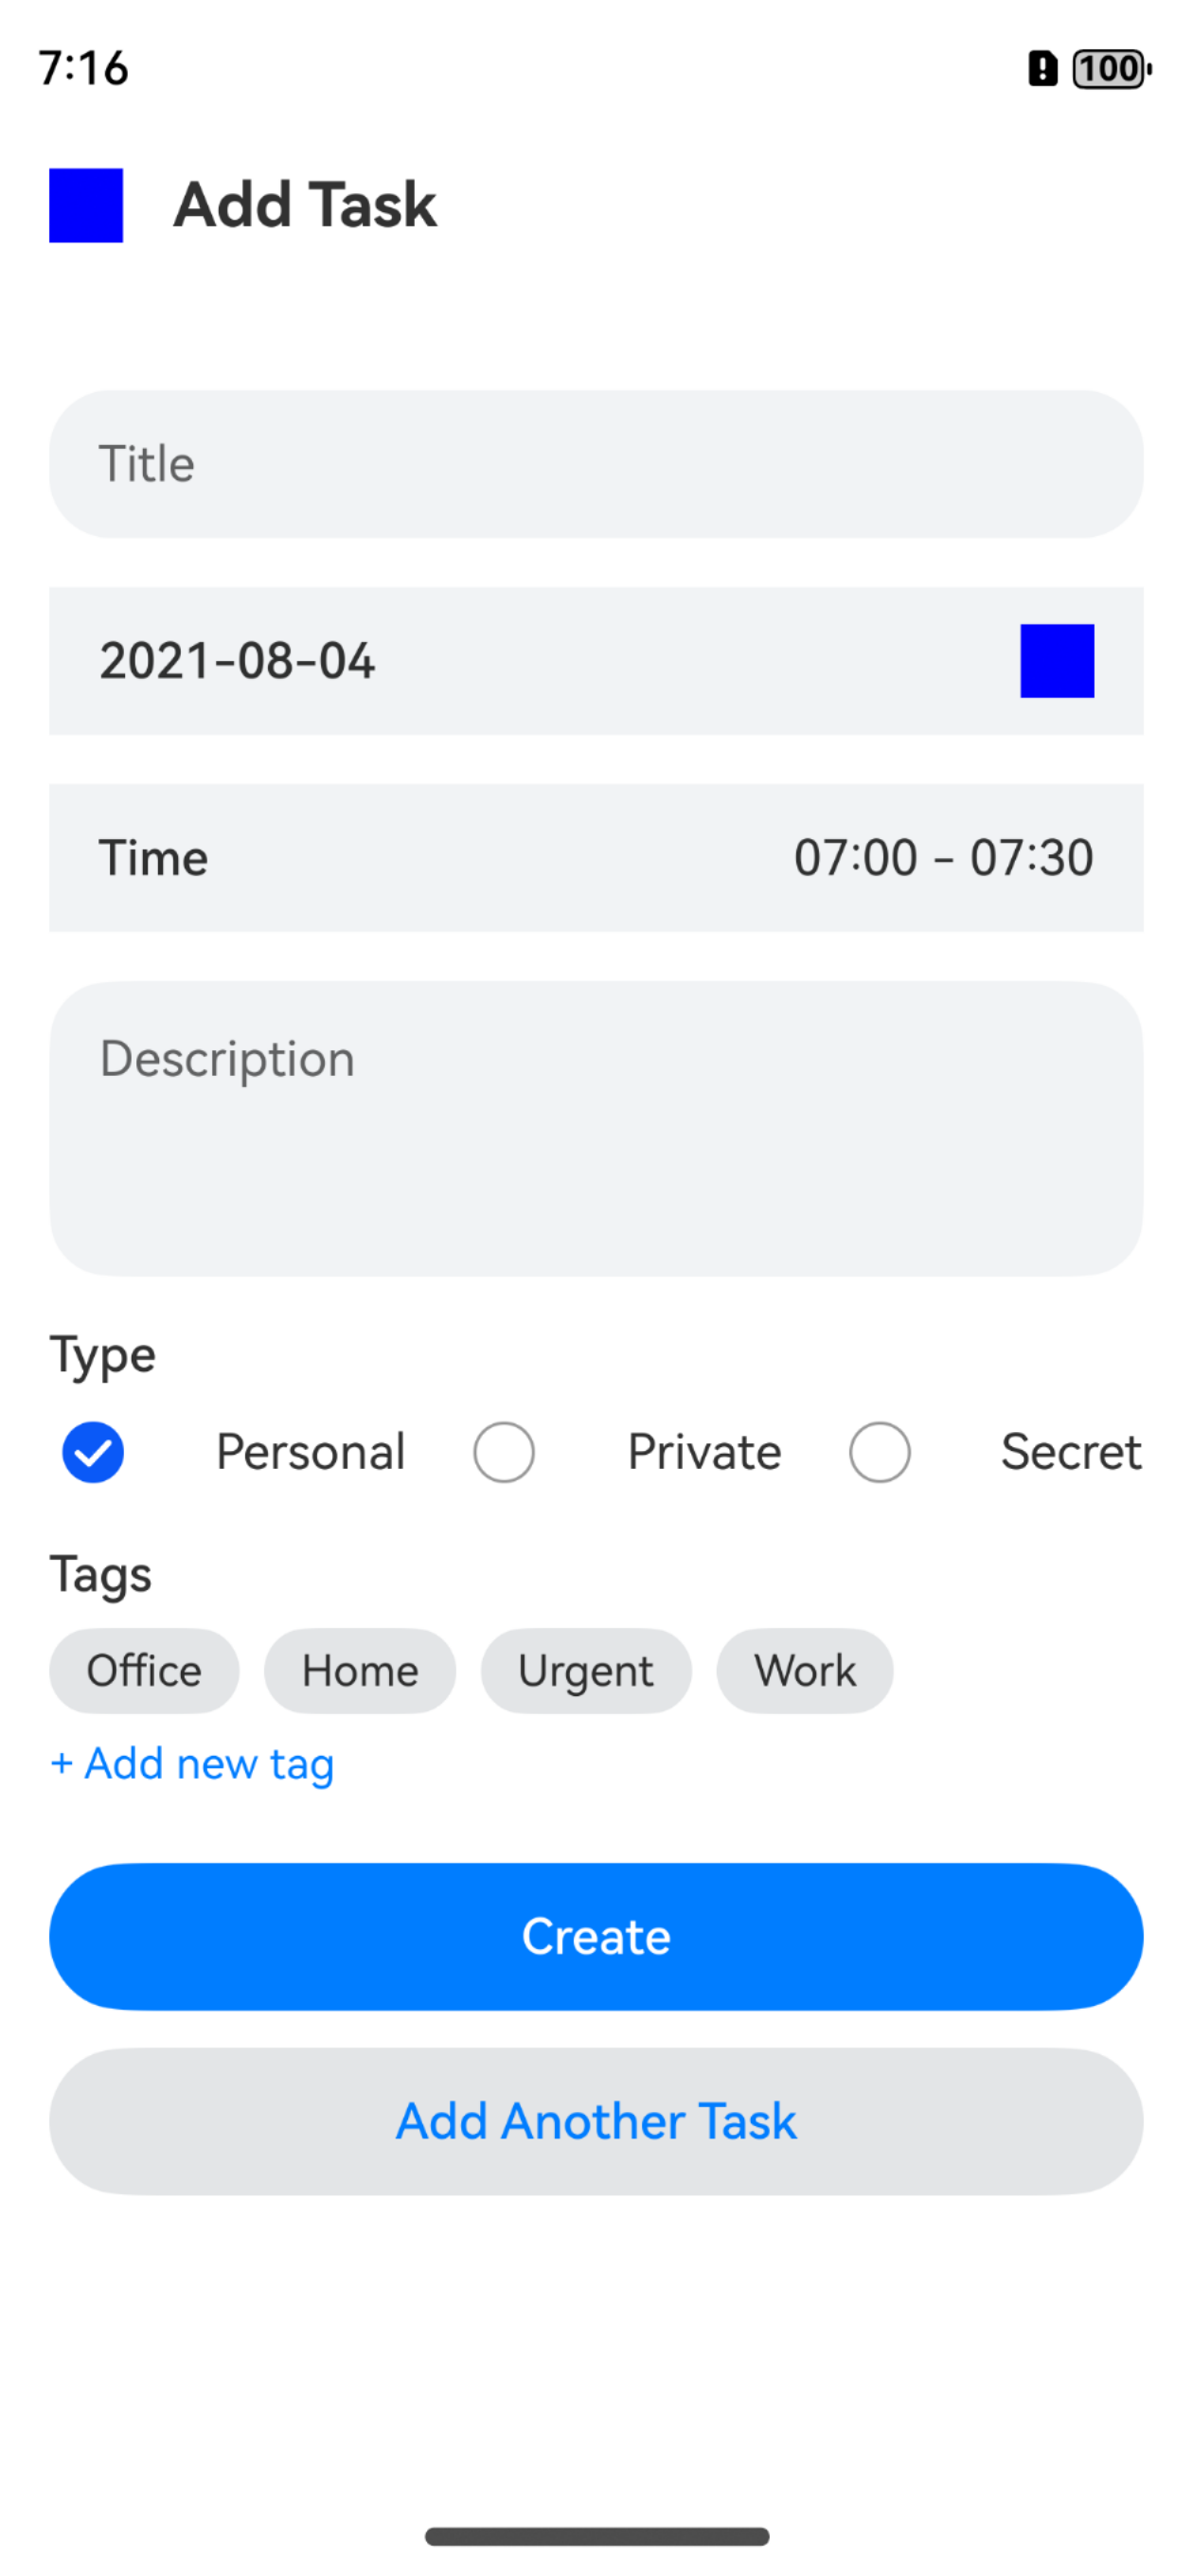 7:16 100
Add Task
Title
2021-08-04
Time 07:00 - 07:30
Description
Type
Personal Private Secret
Tags
Office Home Urgent Work
+ Add new tag
Create
Add Another Task